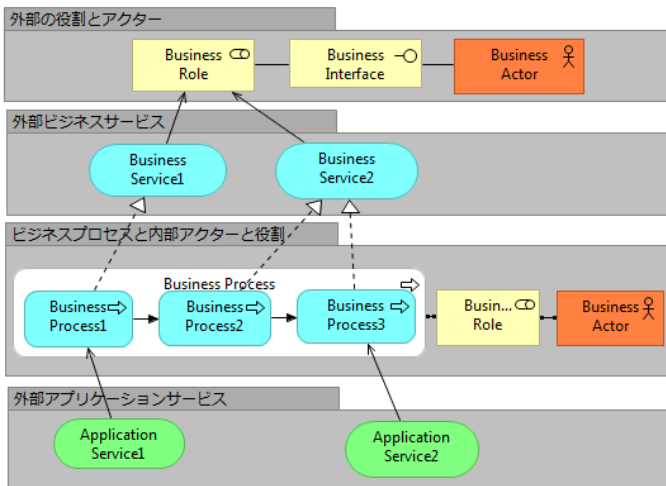 外部の役割とアクター
Business
Role
Business
Interface
Business
Actor
外部ビジネスサービス
Business
Service1
Business
Service2
ビジネスプロセスと内部アクターと役割
Business Process
Business
Process1
Business
Process2
Business
Process3
Busin...
Role
Business
Actor
外部アプリケーションサービス
Application
Service1
Application
Service2